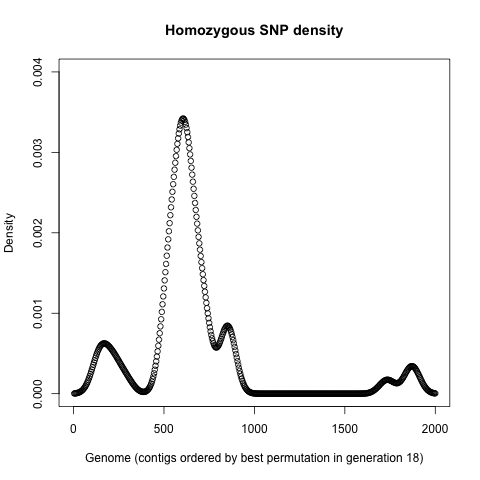 Homozygous SNP density
Density
0.004
0.003
0.002
0.001
0.000
0 500 1000 1500 2000
Genome (contigs ordered by best permutation in generation 18)